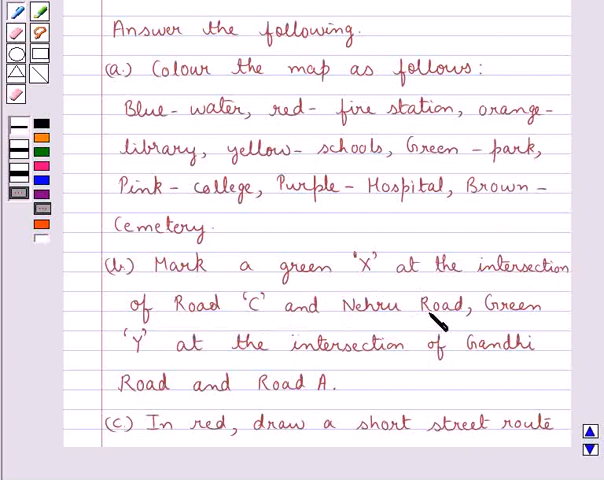 Answer the following.
(a.) Colour the map as follows:
Blue - water, red - fire station, orange -
library, yellow - schools, Green - park,
Pink - college, Purple - Hospital, Brown -
Cemetery.
(b.) Mark a green 'X' at the intersection
of Road 'C' and Nehru Road, Green
'Y' at the intersection of Gandhi
Road and Road A.
(c.) In red, draw a short street route